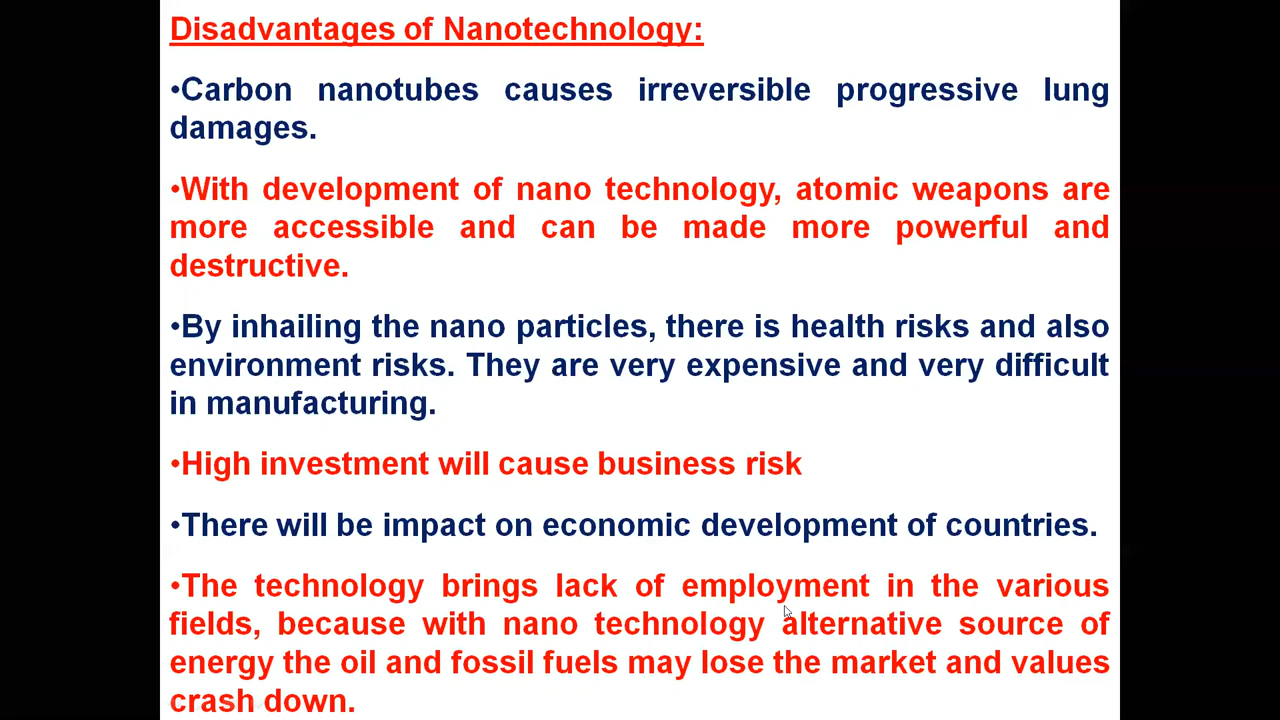 Disadvantages of Nanotechnology:
•Carbon nanotubes causes irreversible progressive lung
damages.
•With development of nano technology, atomic weapons are
more accessible and can be made more powerful and
destructive.
•By inhailing the nano particles, there is health risks and also
environment risks. They are very expensive and very difficult
in manufacturing.
•High investment will cause business risk
•There will be impact on economic development of countries.
•The technology brings lack of employment in the various
fields, because with nano technology alternative source of
energy the oil and fossil fuels may lose the market and values
crash down.